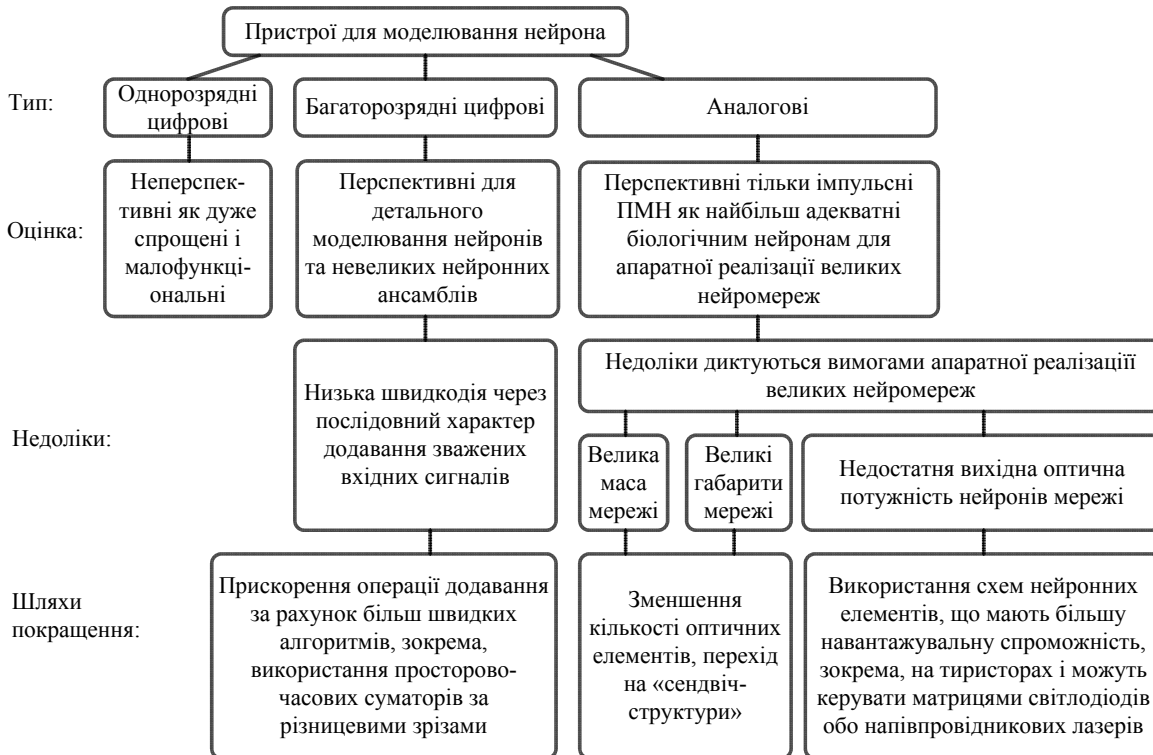 Пристрої для моделювання нейрона
Тип:
Однорозрядні
цифрові
Багаторозрядні цифрові
Аналогові
Оцінка:
Неперспек-
тивні як дуже
спрощені і
малофункці-
ональні
Перспективні для
детального
моделювання нейронів
та невеликих нейронних
ансамблів
Перспективні тільки імпульсні
ПМН як найбільш адекватні
біологічним нейронам для
апаратної реалізації великих
нейромереж
Недоліки:
Низька швидкодія через
послідовний характер
додавання зважених
вхідних сигналів
Недоліки диктуються вимогами апаратної реалізаціїї
великих нейромереж
Велика
маса
мережі
Великі
габарити
мережі
Недостатня вихідна оптична
потужність нейронів мережі
Шляхи
покращення:
Прискорення операції додавання
за рахунок більш швидких
алгоритмів, зокрема,
використання просторово-
часових суматорів за
різницевими зрізами
Зменшення
кількості оптичних
елементів, перехід
на «сендвіч-
структури»
Використання схем нейронних
елементів, що мають більшу
навантажувальну спроможність,
зокрема, на тиристорах і можуть
керувати матрицями світлодіодів
обо напівпровідникових лазерів